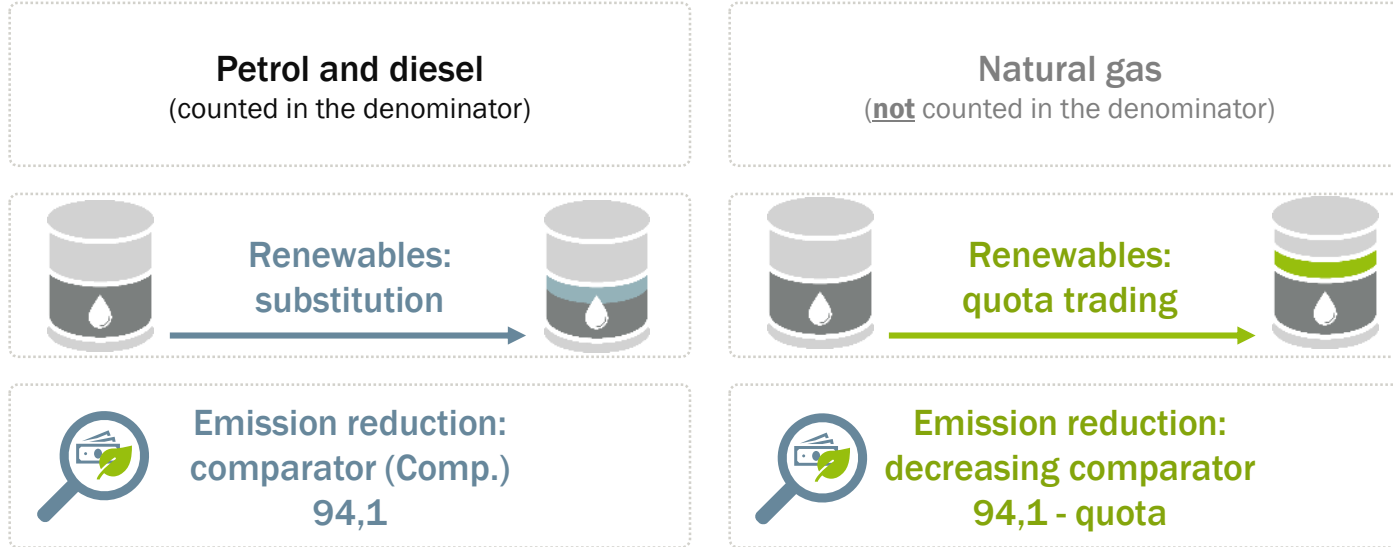 Petrol and diesel
(counted in the denominator)
Natural gas
(not counted in the denominator)
Renewables:
substitution
Renewables:
quota trading
Emission reduction:
comparator (Comp.)
94,1
Emission reduction:
decreasing comparator
94,1 - quota